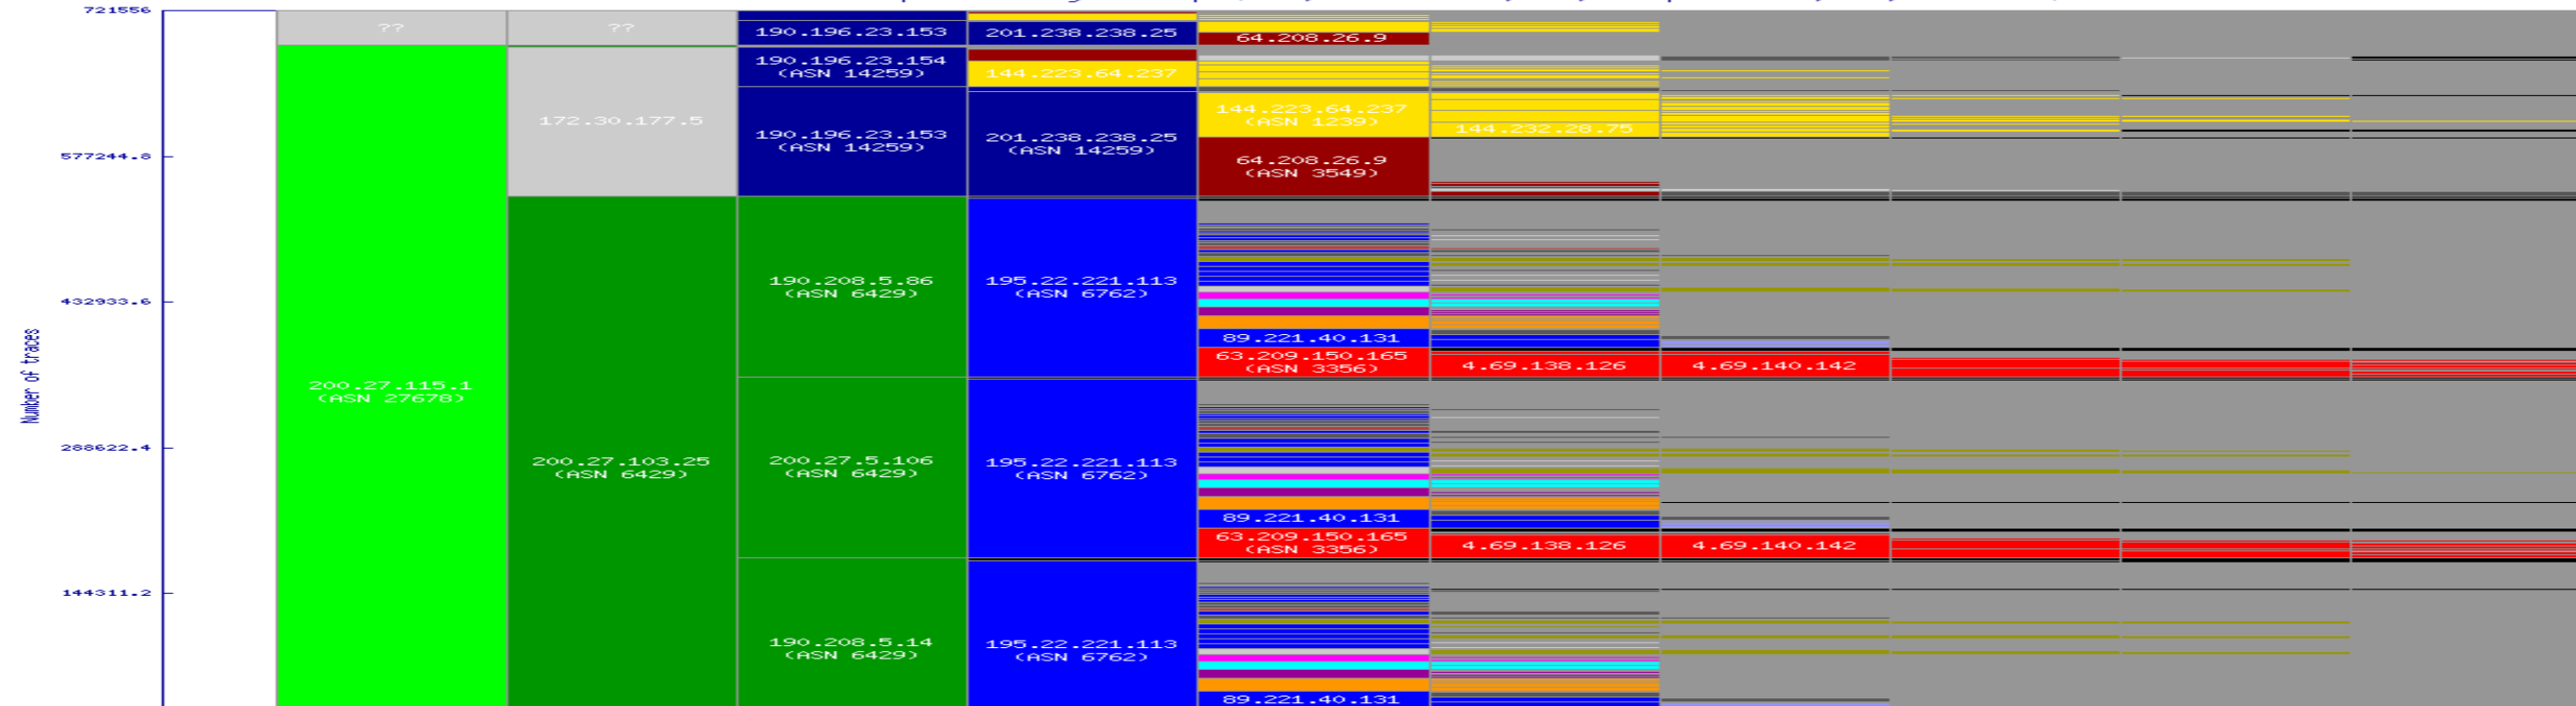 721556
577244.8
432933.6
288622.4
144311.2
Number of traces
??
200.27.115.1
(ASN 27678)
??
172.30.177.5
200.27.103.25
(ASN 6429)
190.196.23.153
190.196.23.154
(ASN 14259)
190.196.23.153
(ASN 14259)
190.208.5.86
(ASN 6429)
200.27.5.106
(ASN 6429)
190.208.5.14
(ASN 6429)
201.238.238.25
144.223.64.237
201.238.238.25
(ASN 14259)
195.22.221.113
(ASN 6762)
195.22.221.113
(ASN 6762)
195.22.221.113
(ASN 6762)
64.208.26.9
144.223.64.237
(ASN 1239)
64.208.26.9
(ASN 3549)
89.221.40.131
63.209.150.165
(ASN 3356)
89.221.40.131
63.209.150.165
(ASN 3356)
89.221.40.131
144.232.28.75
4.69.138.126
4.69.138.126
4.69.140.142
4.69.140.142